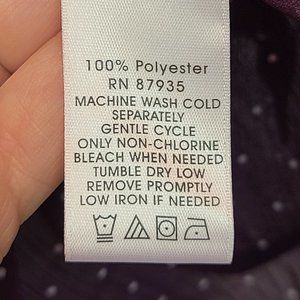 100% Polyester
RN 87935
MACHINE WASH COLD
SEPARATELY
GENTLE CYCLE
ONLY NON-CHLORINE
BLEACH WHEN NEEDED
TUMBLE DRY LOW
REMOVE PROMPTLY
LOW IRON IF NEEDED